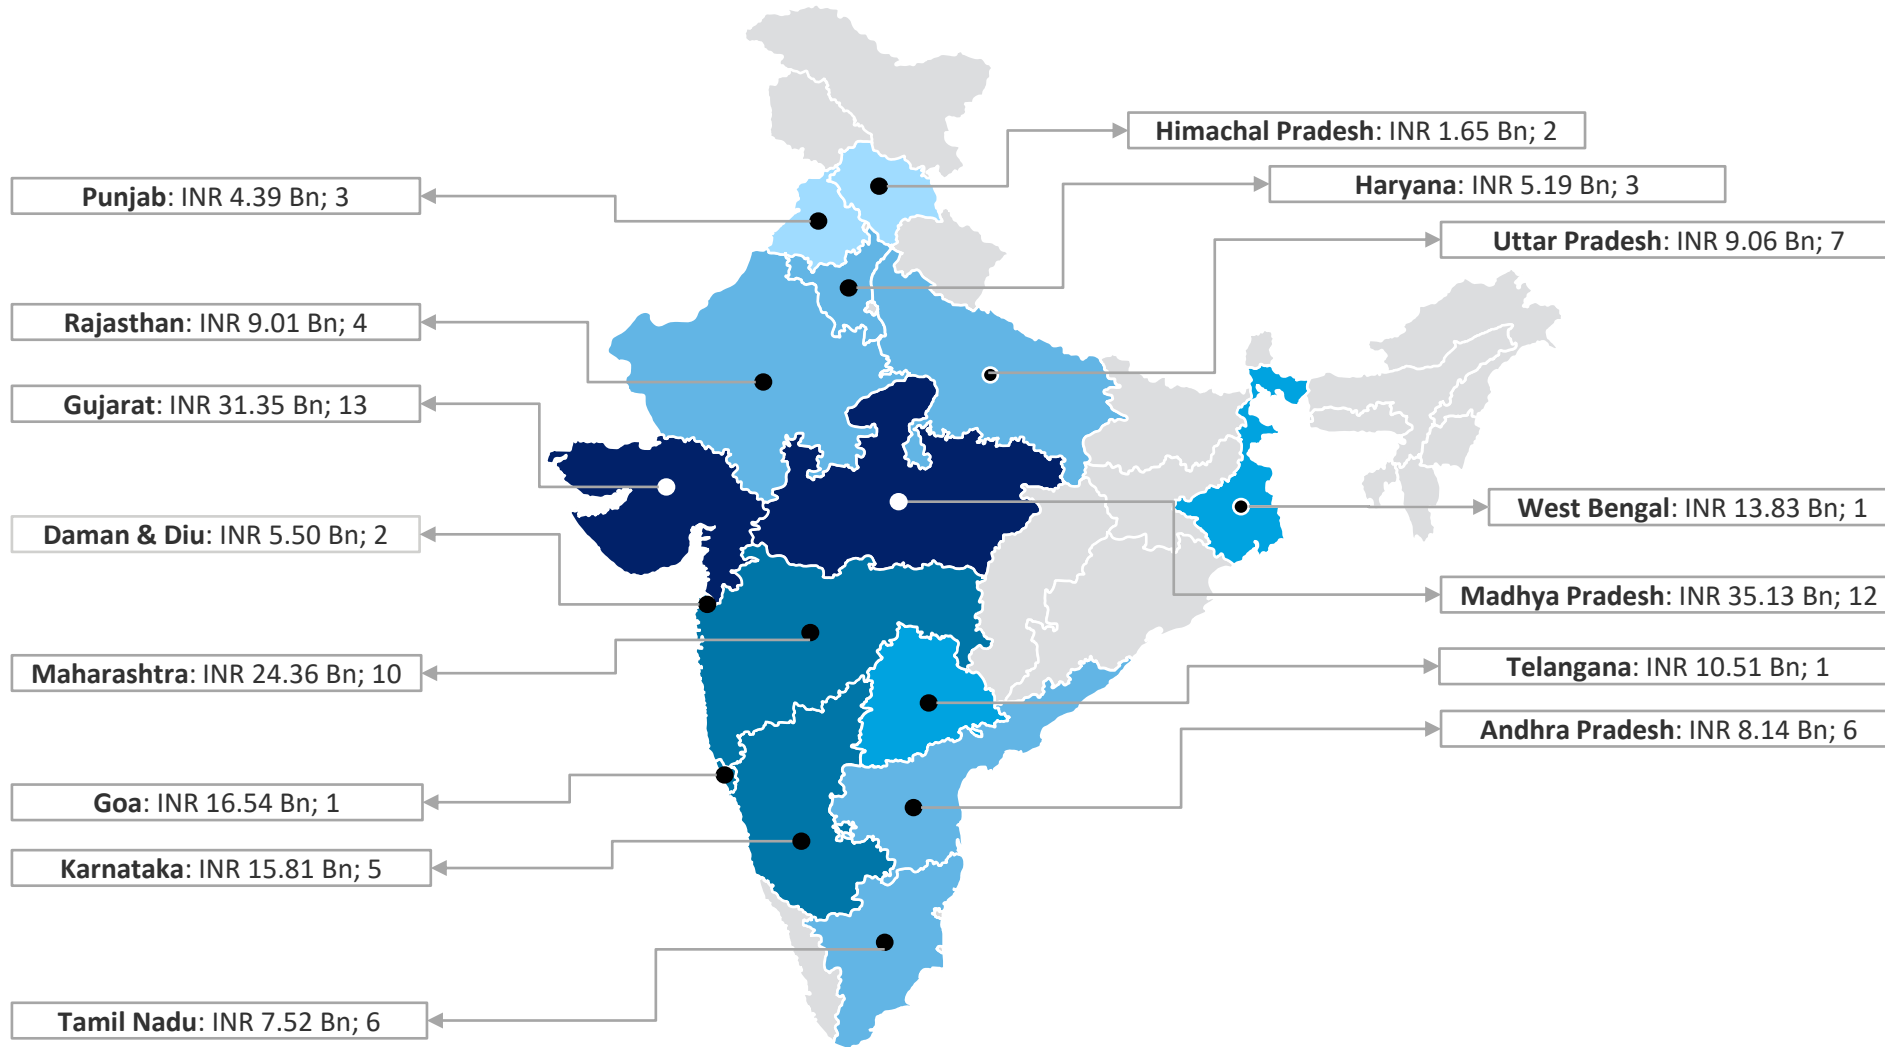 Himachal Pradesh: INR 1.65 Bn; 2
Punjab: INR 4.39 Bn; 3
Haryana: INR 5.19 Bn; 3
Uttar Pradesh: INR 9.06 Bn; 7
Rajasthan: INR 9.01 Bn; 4
Gujarat: INR 31.35 Bn; 13
West Bengal: INR 13.83 Bn; 1
Daman & Diu: INR 5.50 Bn; 2
Madhya Pradesh: INR 35.13 Bn; 12
Maharashtra: INR 24.36 Bn; 10
Telangana: INR 10.51 Bn; 1
Andhra Pradesh: INR 8.14 Bn; 6
Goa: INR 16.54 Bn; 1
Karnataka: INR 15.81 Bn; 5
Tamil Nadu: INR 7.52 Bn; 6